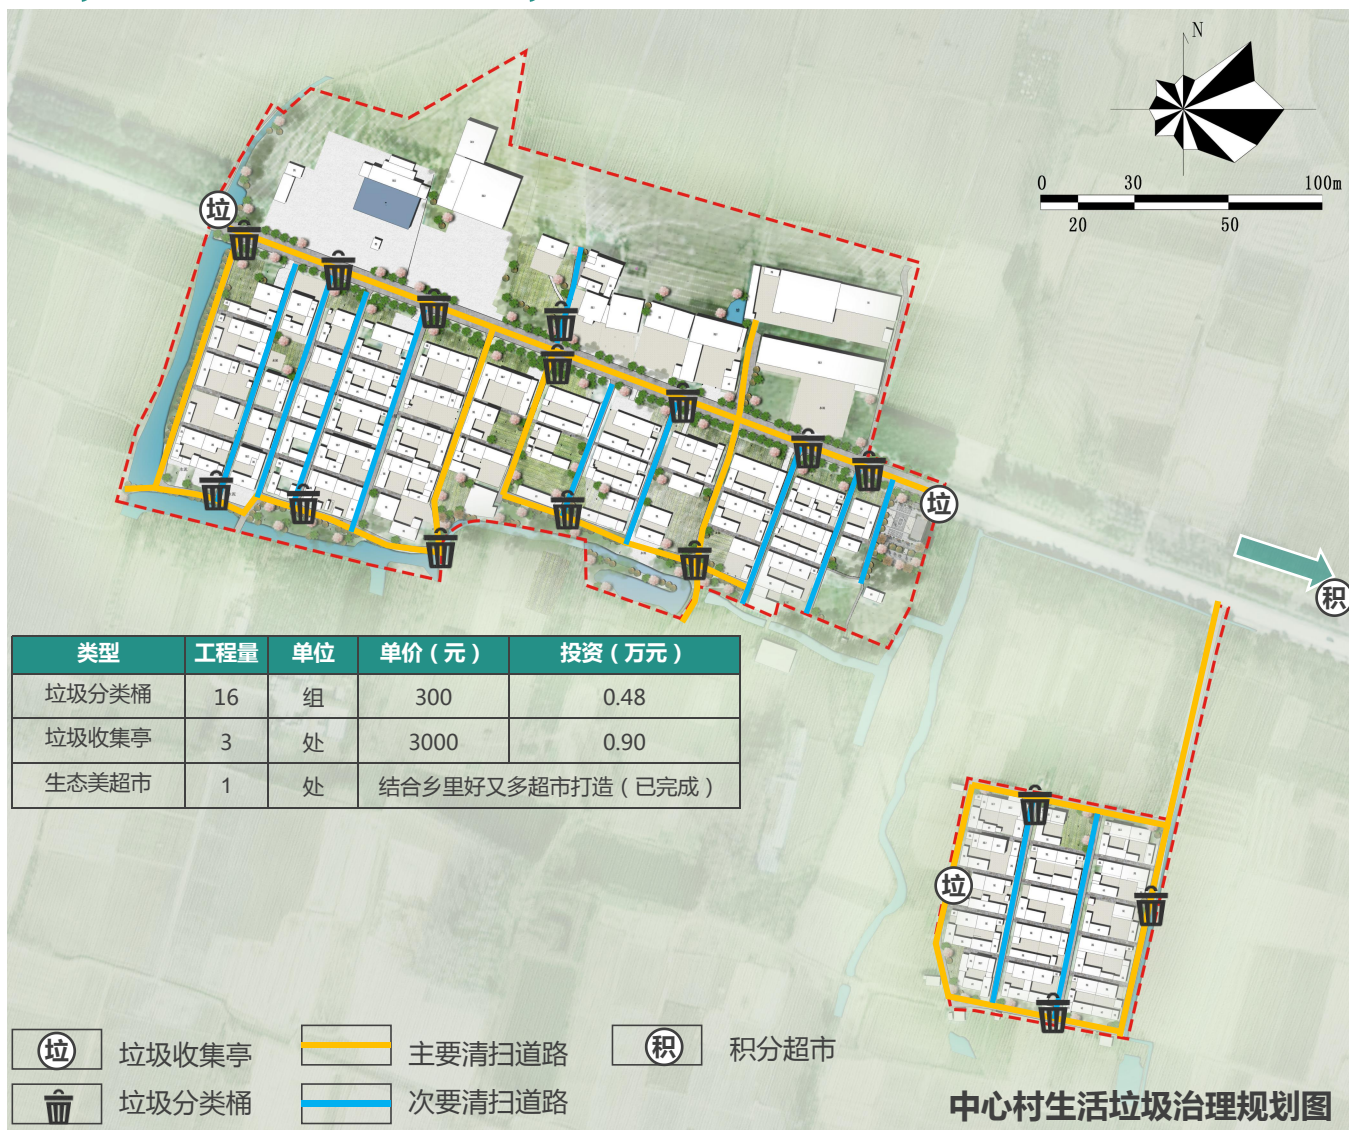 N
0 30 100m
20 50
垃
垃
积
类型 工程量 单位 单价（元） 投资（万元）
垃圾分类桶 16 组 300 0.48
垃圾收集亭 3 处 3000 0.90
生态美超市 1 处 结合乡里好又多超市打造（已完成）
垃
垃 垃圾收集亭 主要清扫道路 积 积分超市
垃圾分类桶 次要清扫道路
中心村生活垃圾治理规划图